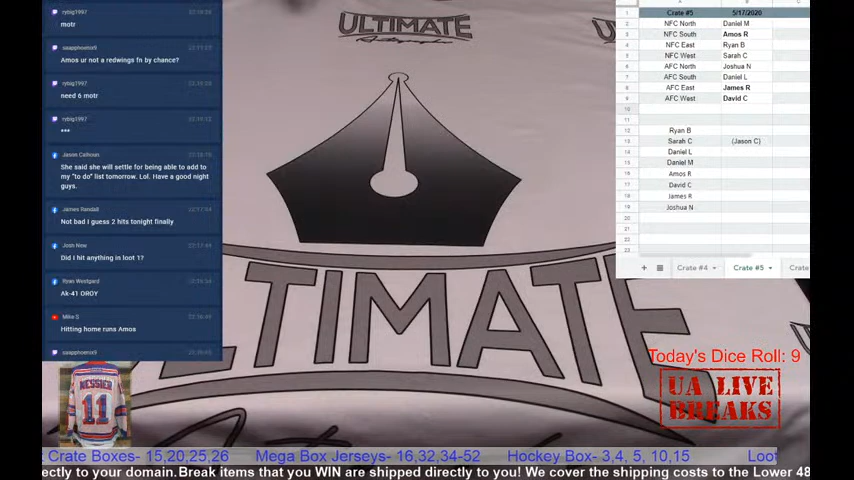 rybig1997
motr
saapphoenix9
Amos ur not a redwings fn by chance?
rybig1997
need 6 motr
rybig1997
***
Jason Calhoun
She said she will settle for being able to add to
my "to do" list tomorrow. Lol. Have a good night
guys.
James Randall
Not bad I guess 2 hits tonight finally
Josh New
Did I hit anything in loot 1?
Ryan Westgard
Ak-41 OROY
Mike S
Hitting home runs Amos
saapphoenix9
ULTIMATE
Autographs
U
ULTIMATE
MESSIER
11
Crate #5 5/17/2020
NFC North Daniel M
NFC South Amos R
NFC East Ryan B
NFC West Sarah C
AFC North Joshua N
AFC South Daniel L
AFC East James R
AFC West David C
Ryan B
Sarah C (Jason C)
Daniel L
Daniel M
Amos R
David C
James R
Joshua N
+ Crate #4 Crate #5 Crate
Today's Dice Roll: 9
UA LIVE
BREAKS
Crate Boxes- 15,20,25,26 Mega Box Jerseys- 16,32,34-52 Hockey Box- 3,4, 5, 10,15 Loot
ectly to your domain.Break items that you WIN are shipped directly to you! We cover the shipping costs to the Lower 48